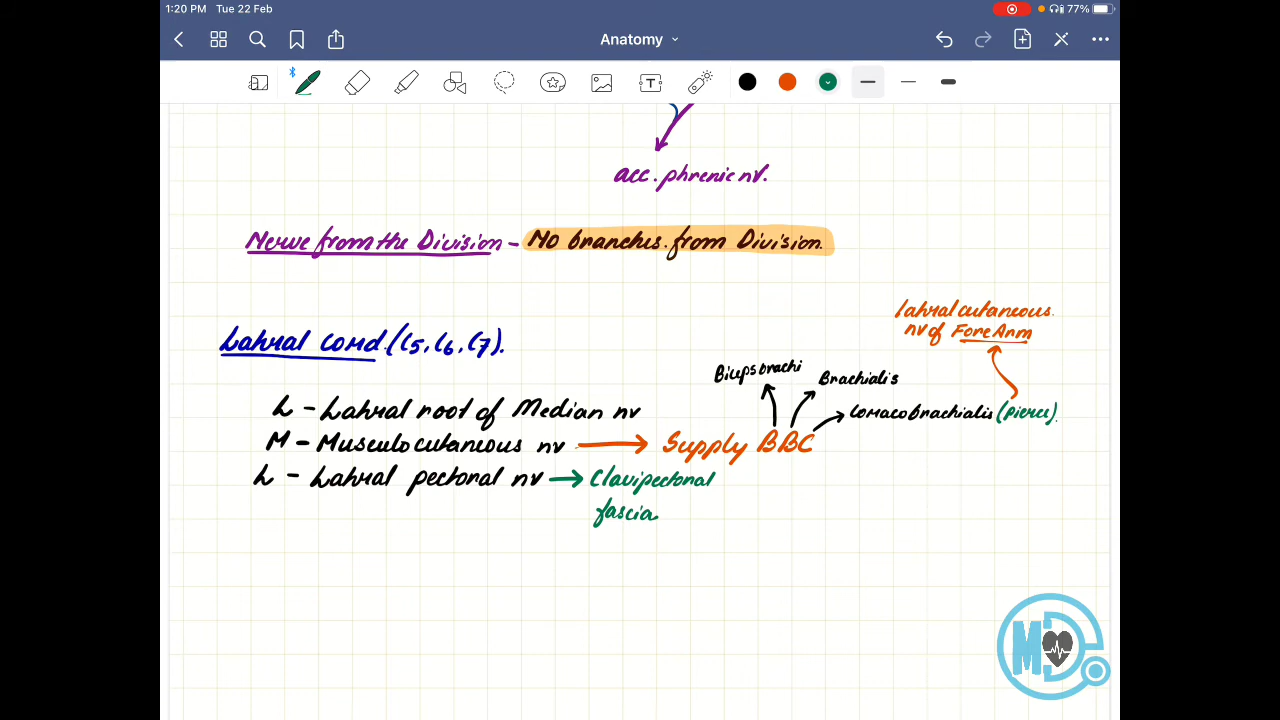 1:20 PM Tue 22 Feb
77%
Anatomy
acc. phrenic nv.
Nerve from the Division - No branches from Division.
Lateral cord (C5, C6, C7).
lateral cutaneous
nv of ForeArm
Biceps brachi
Brachialis
Coracobrachialis (pierce).
L - Lateral root of Median nv
M - Musculocutaneous nv → Supply BBC
L - Lateral pectoral nv → Clavipectoral
fascia
MD